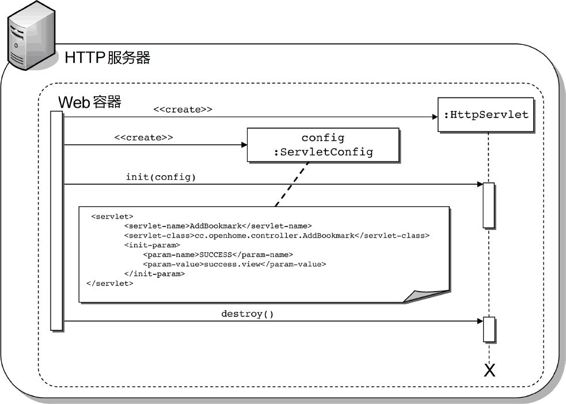 HTTP服务器
Web容器
<<create>>
:HttpServlet
<<create>>
config
:ServletConfig
init(config)
<servlet>
<servlet-name>AddBookmark</servlet-name>
<servlet-class>cc.openhome.controller.AddBookmark</servlet-class>
<init-param>
<param-name>SUCCESS</param-name>
<param-value>success.view</param-value>
</init-param>
</servlet>
destroy()
X